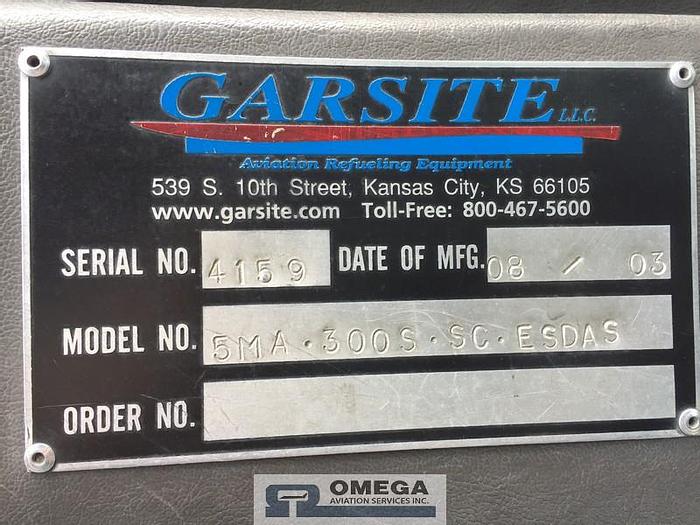 GARSITE L.L.C.
Aviation Refueling Equipment
539 S. 10th Street, Kansas City, KS 66105
www.garsite.com Toll-Free: 800-467-5600
SERIAL NO. 4159 DATE OF MFG. 08 / 03
MODEL NO. 5MA·300S·SC·ESDAS
ORDER NO.
OMEGA
AVIATION SERVICES INC.